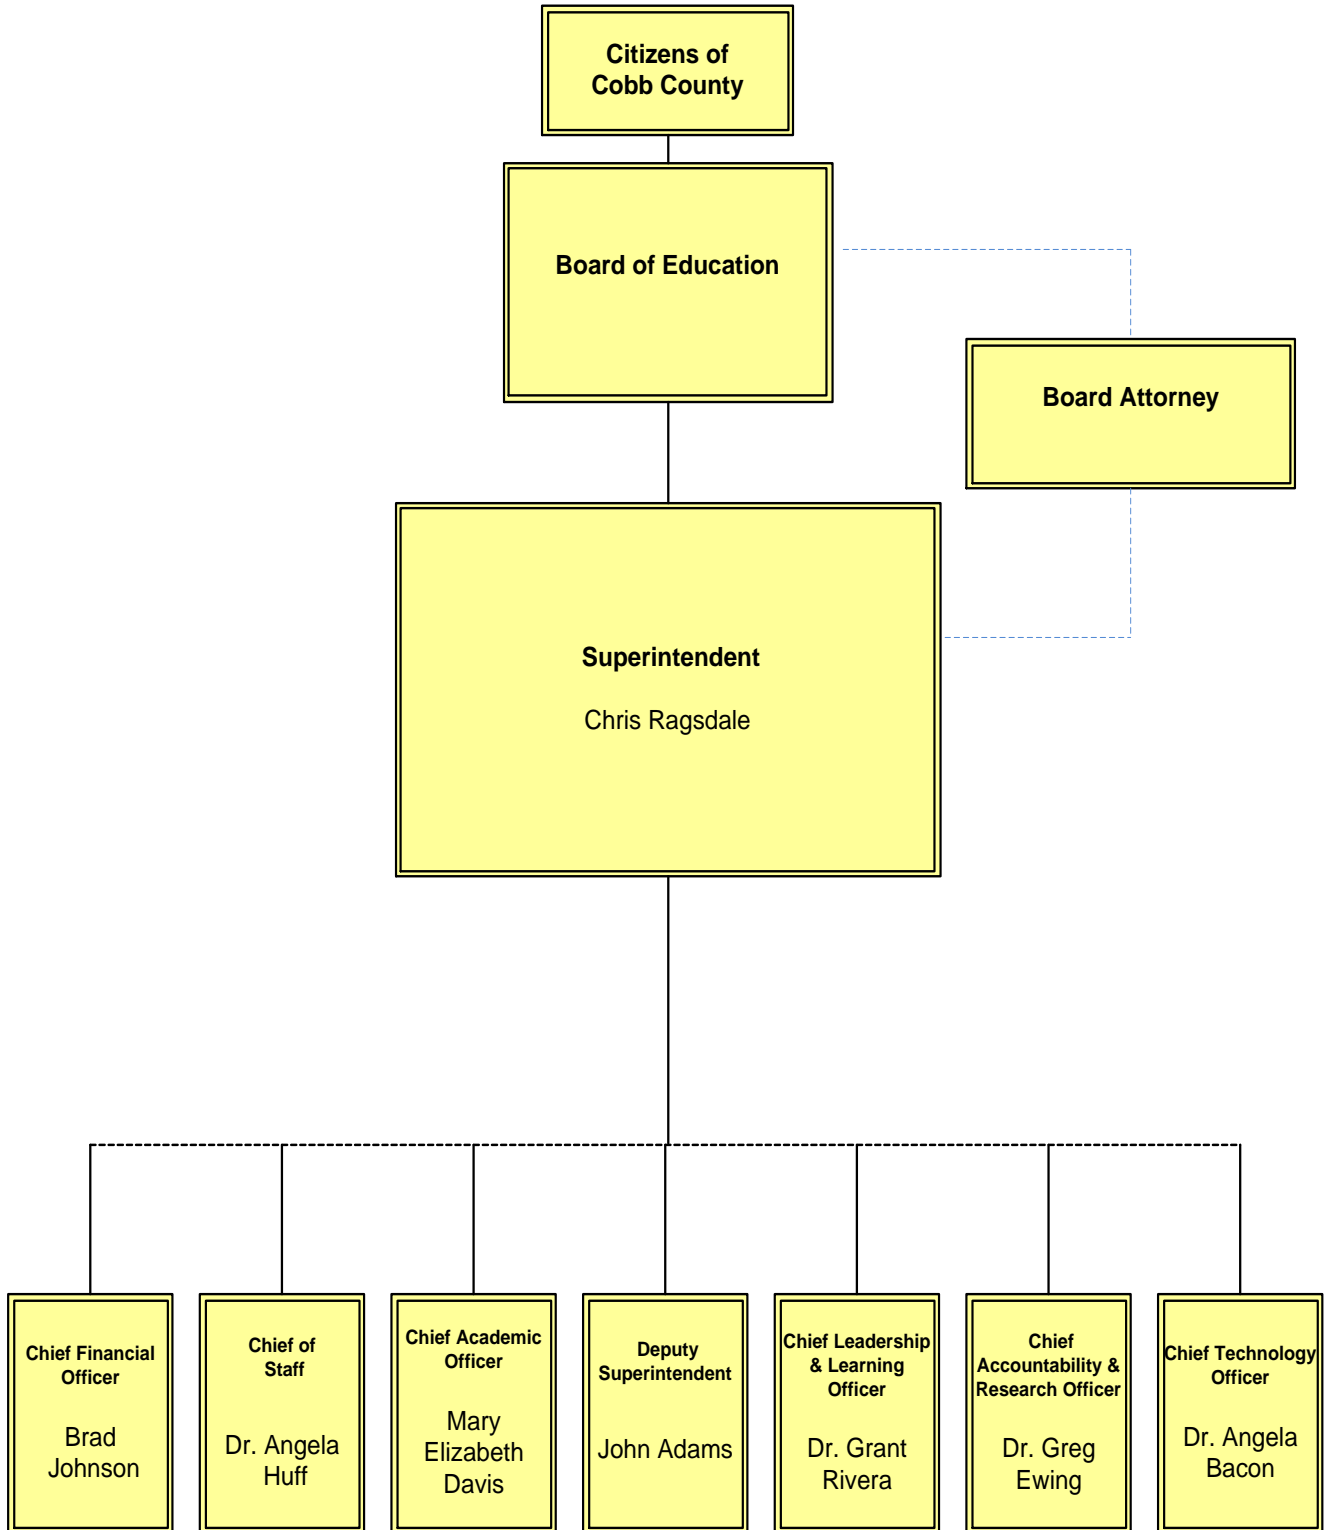 Citizens of
Cobb County
Board of Education
Board Attorney
Superintendent
Chris Ragsdale
Chief Financial
Officer
Brad
Johnson
Chief of
Staff
Dr. Angela
Huff
Chief Academic
Officer
Mary
Elizabeth
Davis
Deputy
Superintendent
John Adams
Chief Leadership
& Learning
Officer
Dr. Grant
Rivera
Chief
Accountability &
Research Officer
Dr. Greg
Ewing
Chief Technology
Officer
Dr. Angela
Bacon